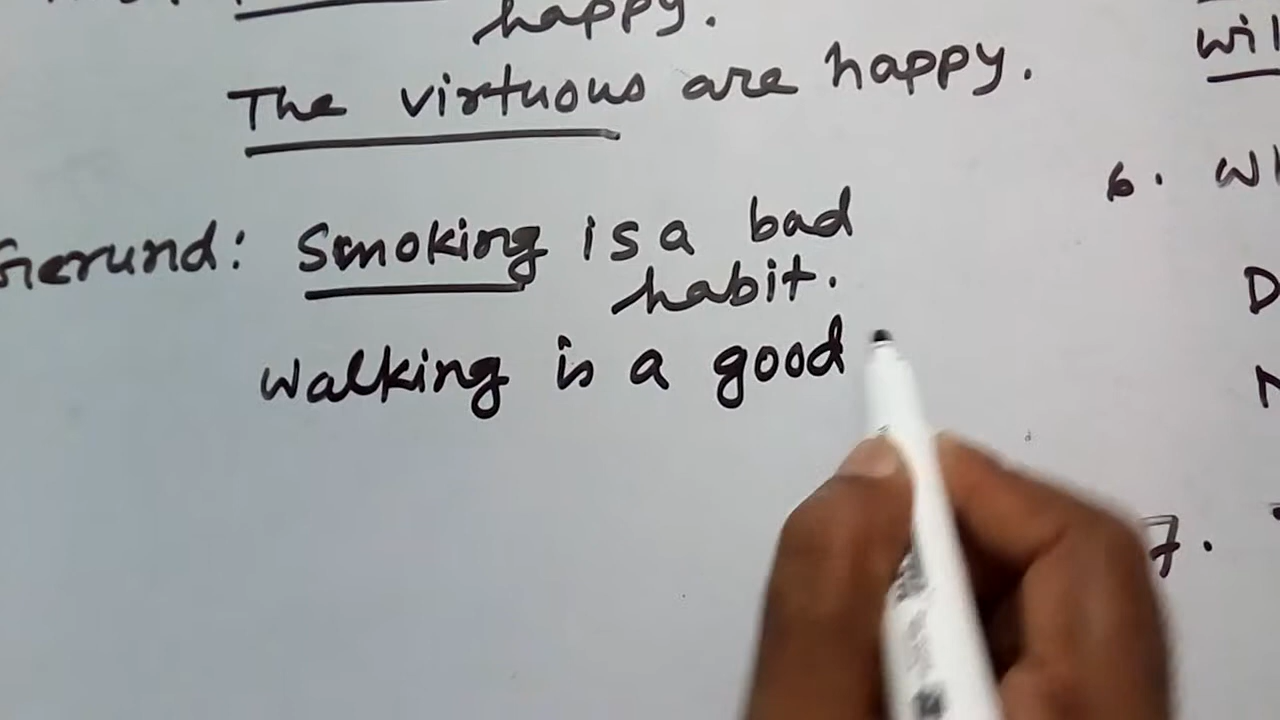 happy.
The virtuous are happy.
Gerund: Smoking is a bad
habit.
Walking is a good
6.
7.